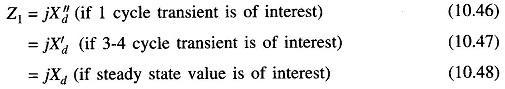 Z₁ = jX″d (if 1 cycle transient is of interest) (10.46)
= jX′d (if 3-4 cycle transient is of interest) (10.47)
= jXd (if steady state value is of interest) (10.48)